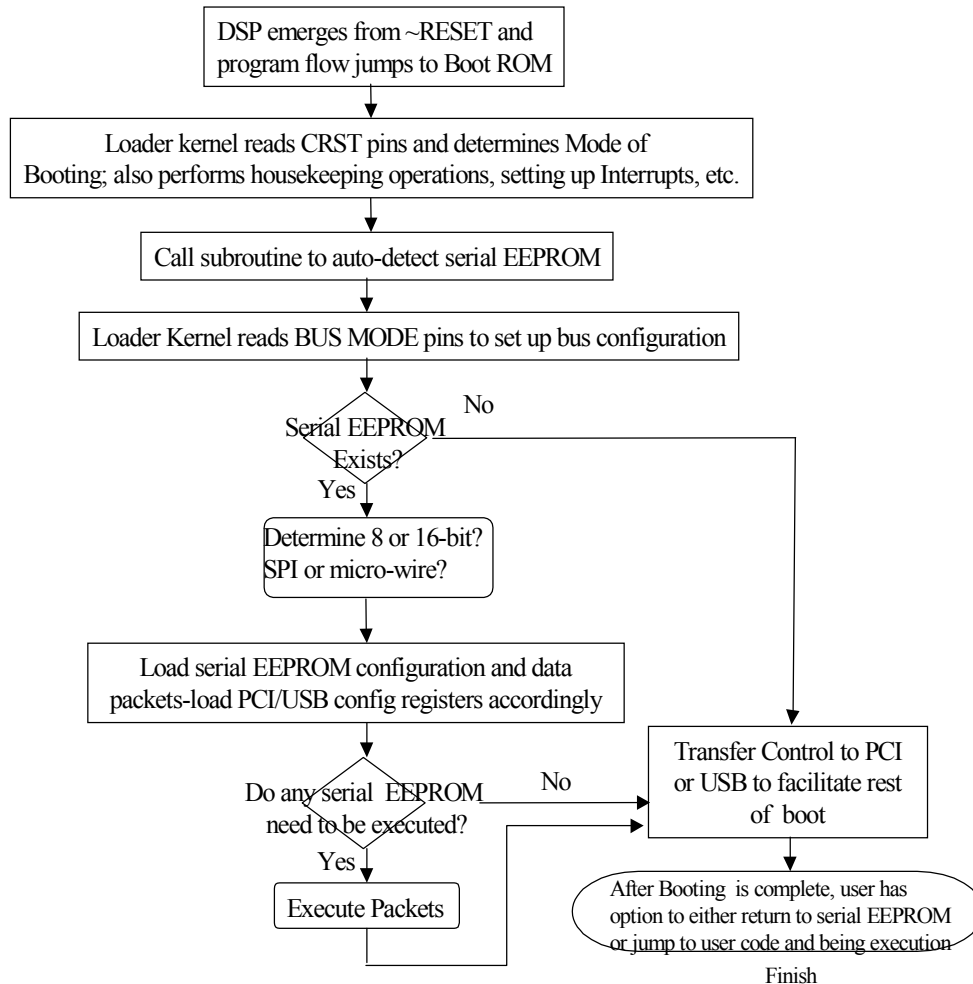 DSP emerges from ~RESET and
program flow jumps to Boot ROM
Loader kernel reads CRST pins and determines Mode of
Booting; also performs housekeeping operations, setting up Interrupts, etc.
Call subroutine to auto-detect serial EEPROM
Loader Kernel reads BUS MODE pins to set up bus configuration
No
Serial EEPROM
Exists?
Yes
Determine 8 or 16-bit?
SPI or micro-wire?
Load serial EEPROM configuration and data
packets-load PCI/USB config registers accordingly
Transfer Control to PCI
or USB to facilitate rest
of boot
Do any serial EEPROM
need to be executed?
No
Yes
Execute Packets
After Booting is complete, user has
option to either return to serial EEPROM
or jump to user code and being execution
Finish